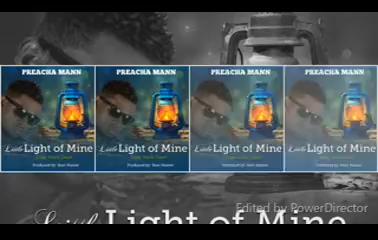 PREACHA MANN PREACHA MANN PREACHA MANN PREACHA MANN
Little Light of Mine Little Light of Mine Little Light of Mine Little Light of Mine
Edited by PowerDirector
Little Light of Mine